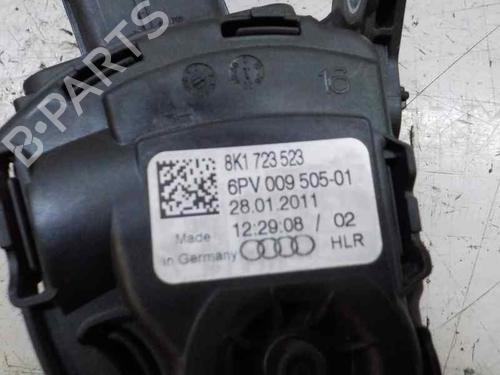 B-PARTS
16
8K1 723 523
6PV 009 505-01
28.01.2011
12:29:08 / 02
Made
in Germany HLR